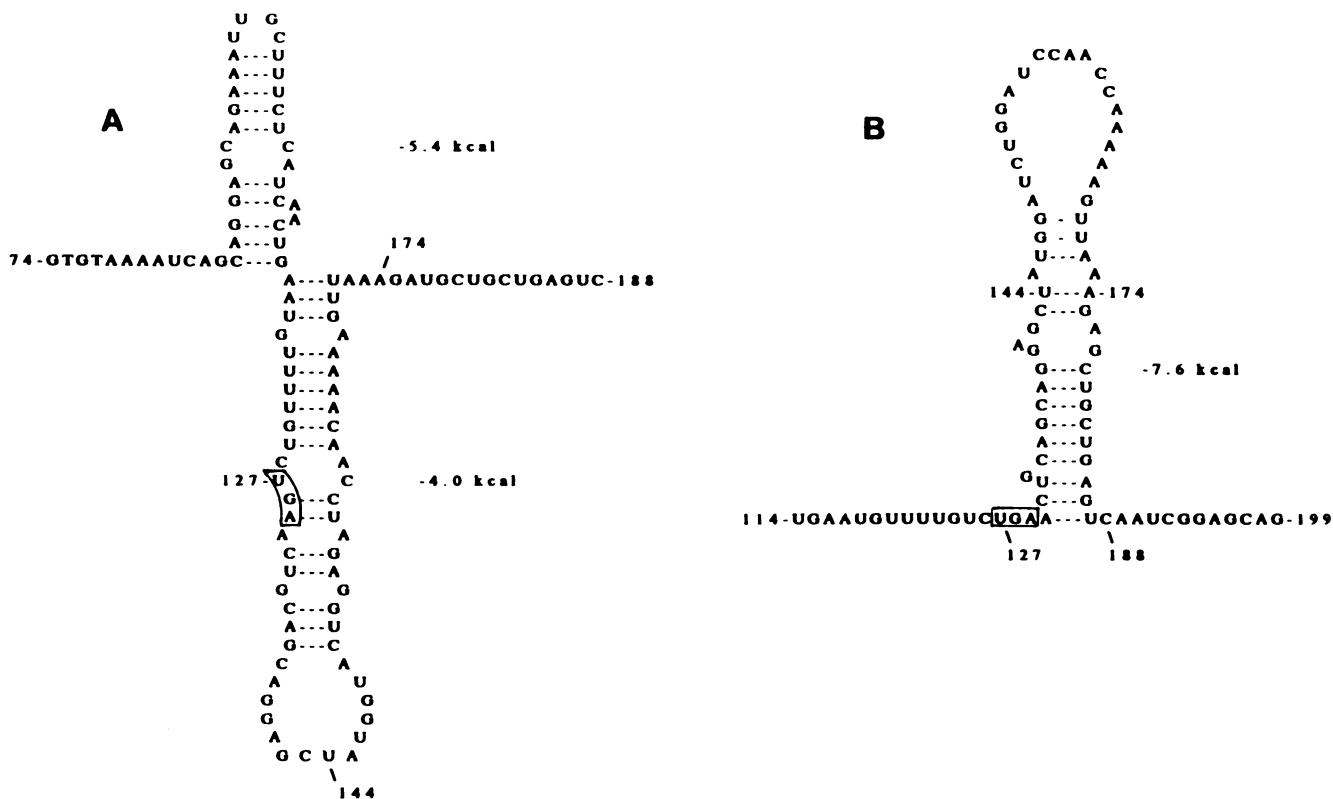 A
U G
U C
A---U
A---U
A---U
G---C
A---U
C C
-5.4 kcal
G A
A---U
G---C A
G---C A
A---U
174
74-GTGTAAAAUCAGC---G
A---UAAAGAUGCUGCUGAGUC-188
A---U
U---G
G A
U---A
U---A
U---A
U---A
G---C
U---A
C A
127-U C
-4.0 kcal
G---C
A---U
A A
C---G
U---A
G G
C---G
A---U
G---C
C A
A U
G G
G G
A U
G C U A
144
B
CCAA
U C
A C
G A
G A
U A
C A
U A
A G
G - U
G - U
U---A
A A
144-U---A-174
C---G
G A
A G G
G---C
-7.6 kcal
A---U
C---G
G---C
A---U
C G
G U---A
C---G
114-UGAAUGUUUUGUCUGAA---UCAAUCGGAGCAG-199
127 188